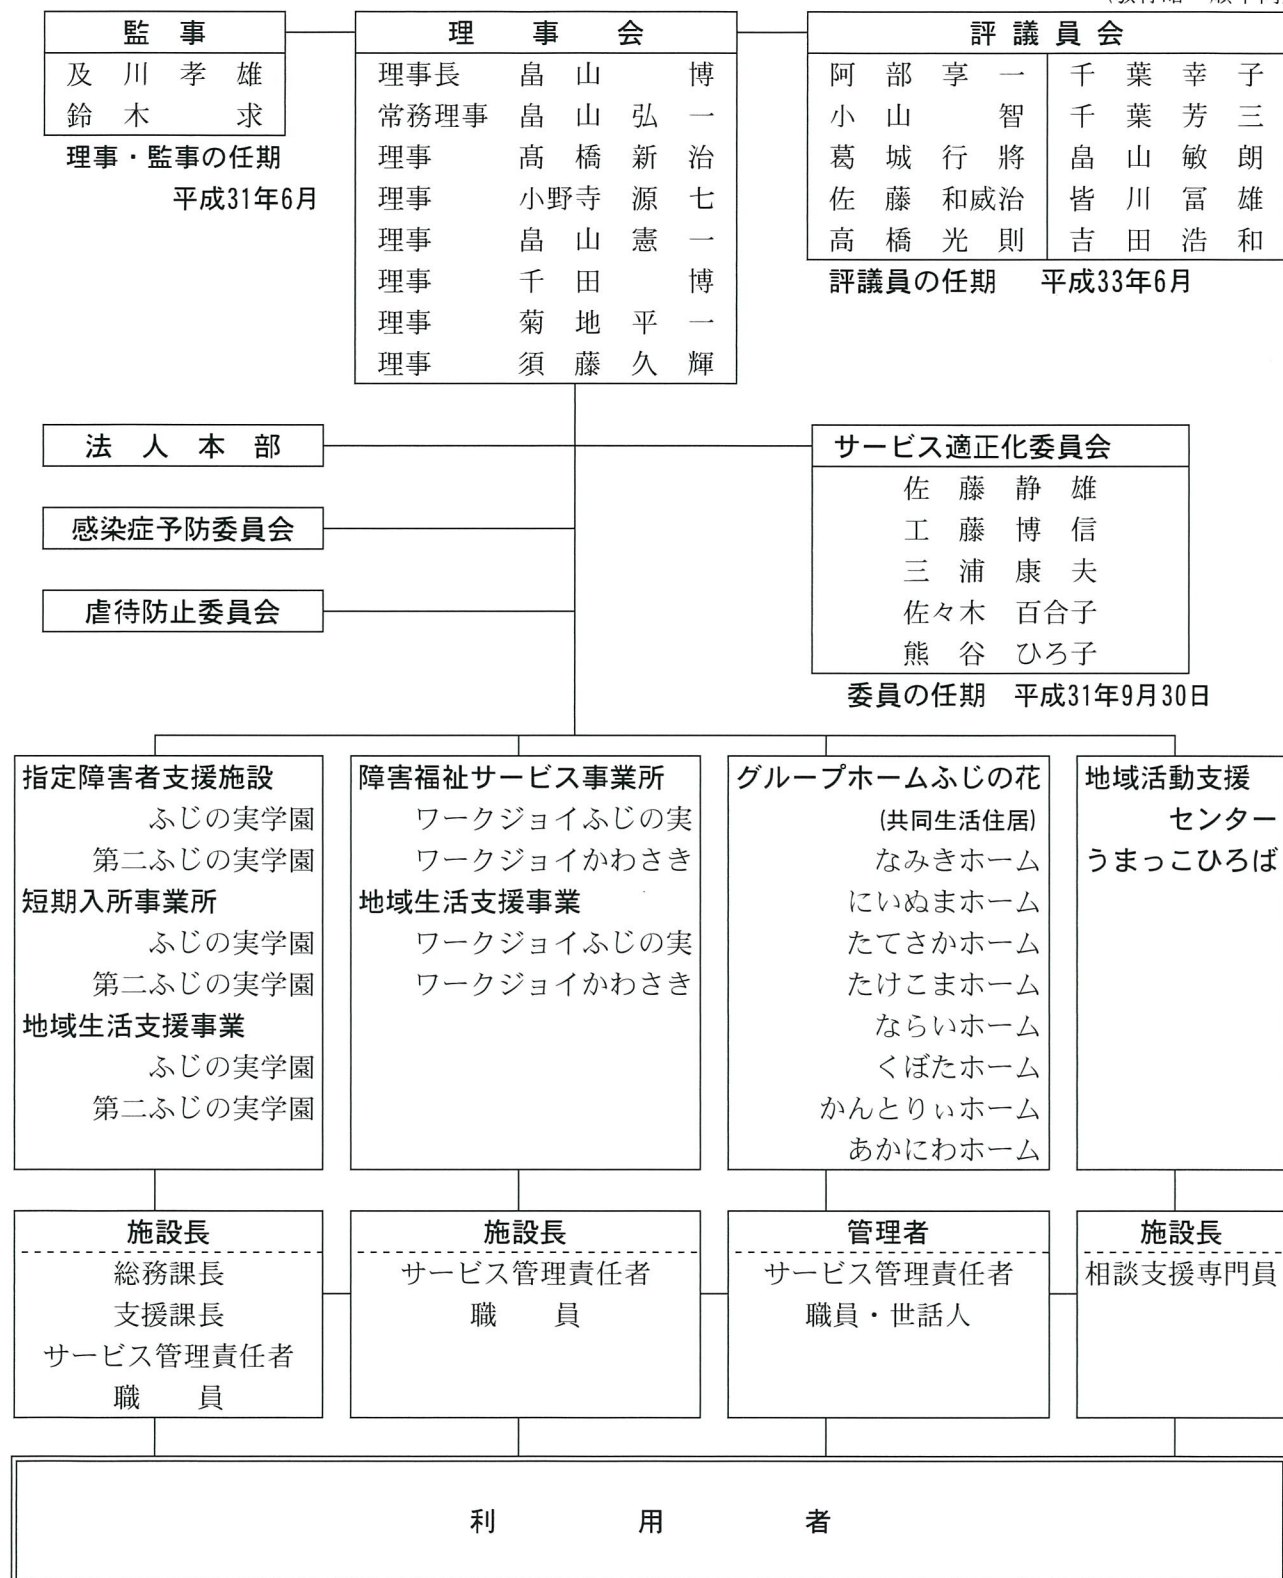 監事
及川孝雄
鈴木求
理事・監事の任期
平成31年6月
理事会
理事長 畠山博
常務理事 畠山弘一
理事 髙橋新治
理事 小野寺源七
理事 畠山憲一
理事 千田博
理事 菊地平一
理事 須藤久輝
評議員会
阿部享一 千葉幸子
小山智 千葉芳三
葛城行將 畠山敏朗
佐藤和威治 皆川冨雄
高橋光則 吉田浩和
評議員の任期 平成33年6月
法人本部
感染症予防委員会
虐待防止委員会
サービス適正化委員会
佐藤静雄
工藤博信
三浦康夫
佐々木百合子
熊谷ひろ子
委員の任期 平成31年9月30日
指定障害者支援施設
ふじの実学園
第二ふじの実学園
短期入所事業所
ふじの実学園
第二ふじの実学園
地域生活支援事業
ふじの実学園
第二ふじの実学園
障害福祉サービス事業所
ワークジョイふじの実
ワークジョイかわさき
地域生活支援事業
ワークジョイふじの実
ワークジョイかわさき
グループホームふじの花
(共同生活住居)
なみきホーム
にいぬまホーム
たてさかホーム
たけこまホーム
ならいホーム
くぼたホーム
かんとりぃホーム
あかにわホーム
地域活動支援
センター
うまっこひろば
施設長
総務課長
支援課長
サービス管理責任者
職員
施設長
サービス管理責任者
職員
管理者
サービス管理責任者
職員・世話人
施設長
相談支援専門員
利用者